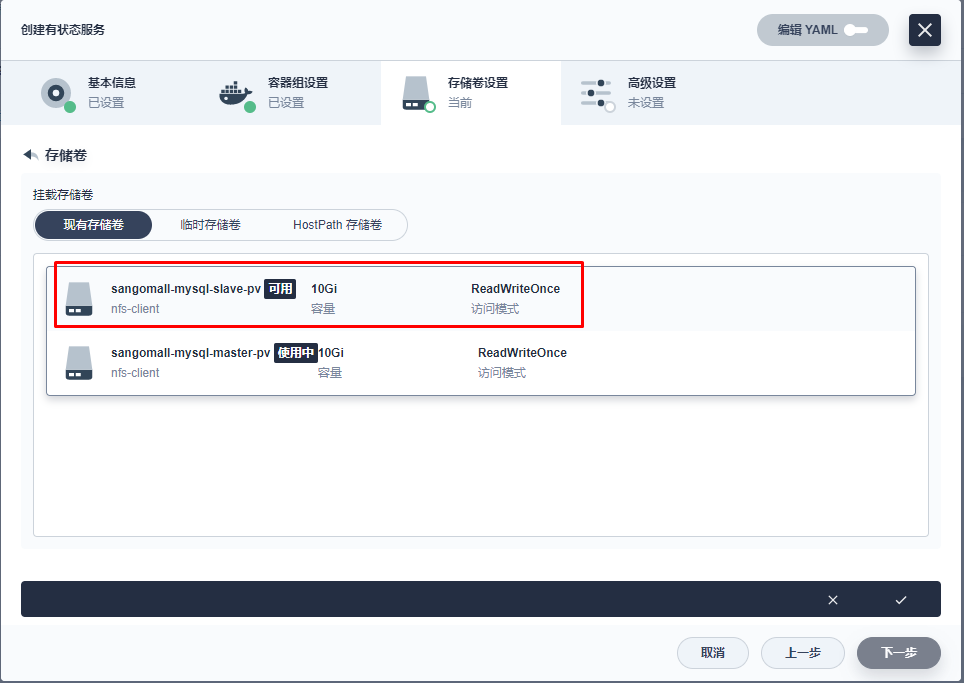 创建有状态服务
编辑 YAML
基本信息
已设置
容器组设置
已设置
存储卷设置
当前
高级设置
未设置
存储卷
挂载存储卷
现有存储卷 临时存储卷 HostPath 存储卷
sangomall-mysql-slave-pv 可用 10Gi ReadWriteOnce
nfs-client 容量 访问模式
sangomall-mysql-master-pv 使用中 10Gi ReadWriteOnce
nfs-client 容量 访问模式
取消 上一步 下一步